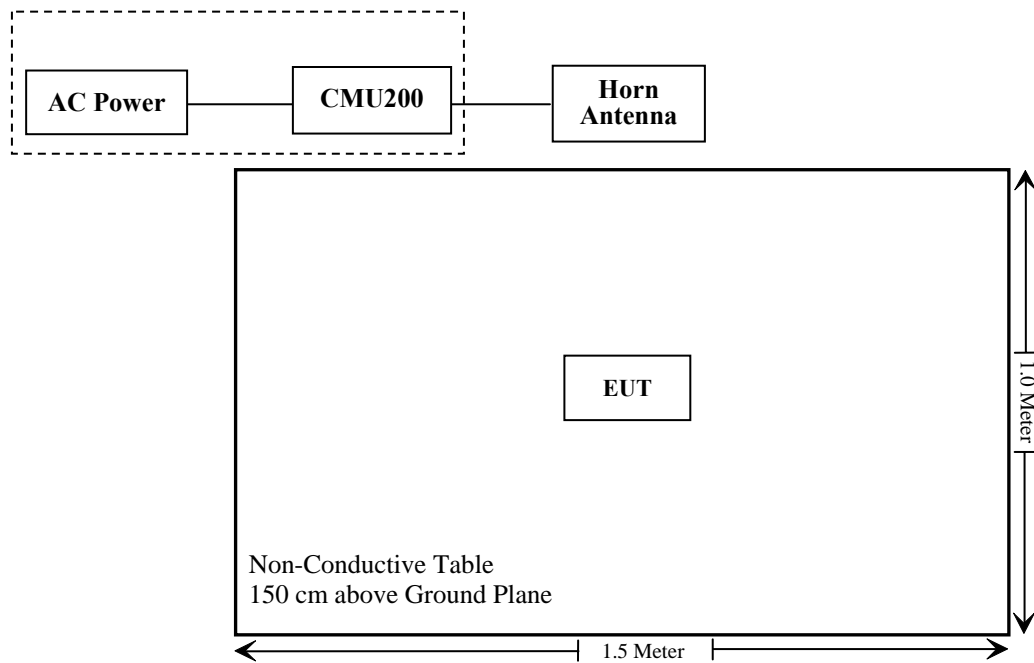 AC Power
CMU200
Horn
Antenna
EUT
1.0 Meter
Non-Conductive Table
150 cm above Ground Plane
1.5 Meter